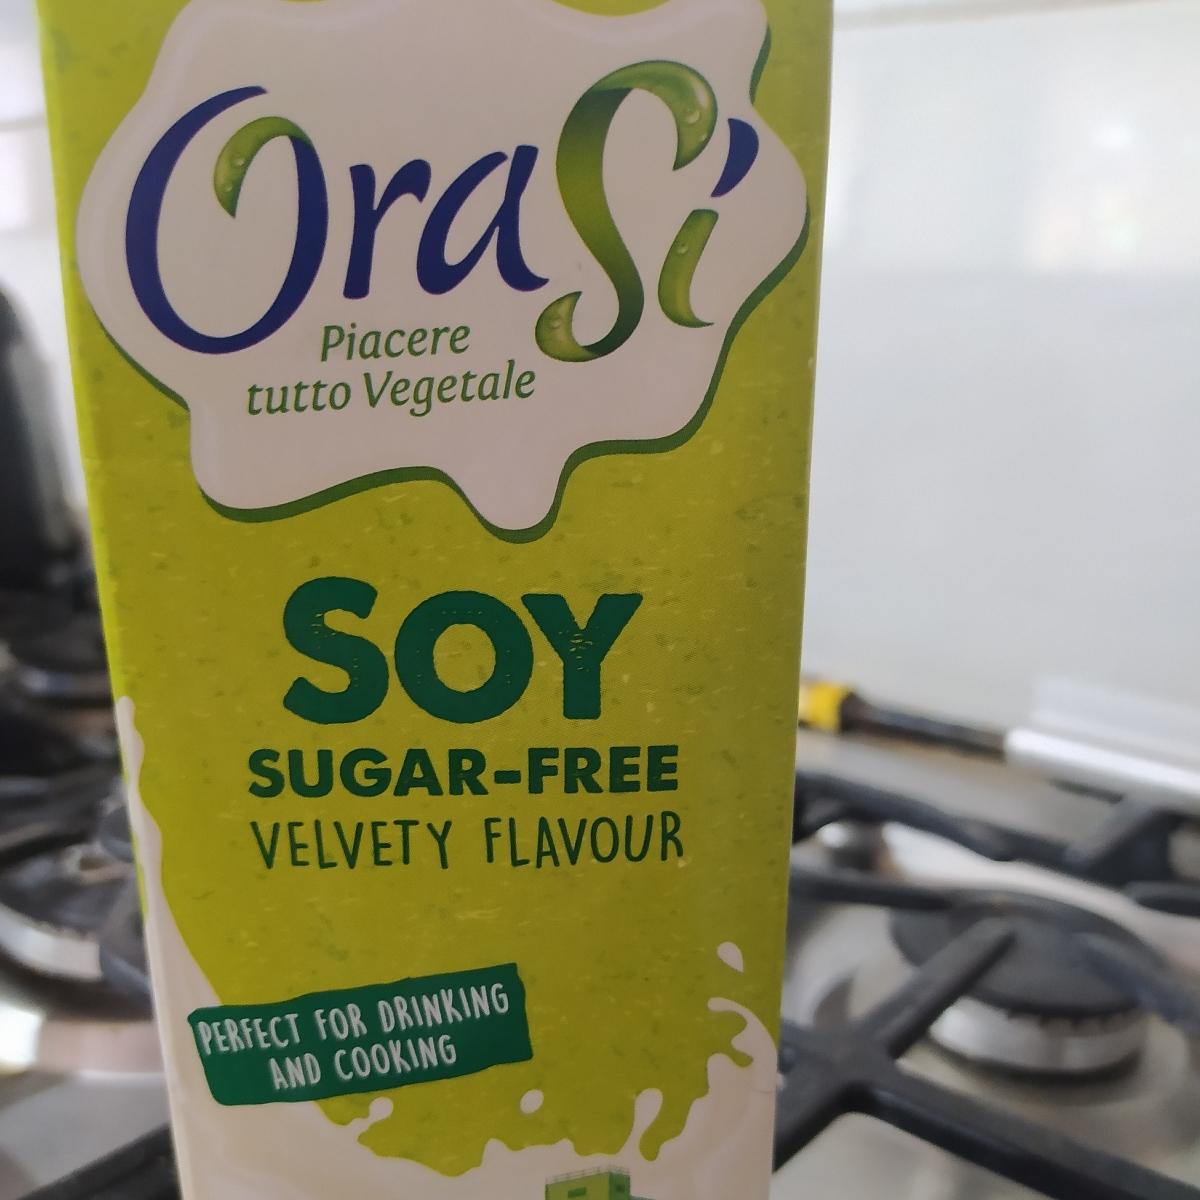 OraSì
Piacere
tutto Vegetale
SOY
SUGAR-FREE
VELVETY FLAVOUR
PERFECT FOR DRINKING
AND COOKING